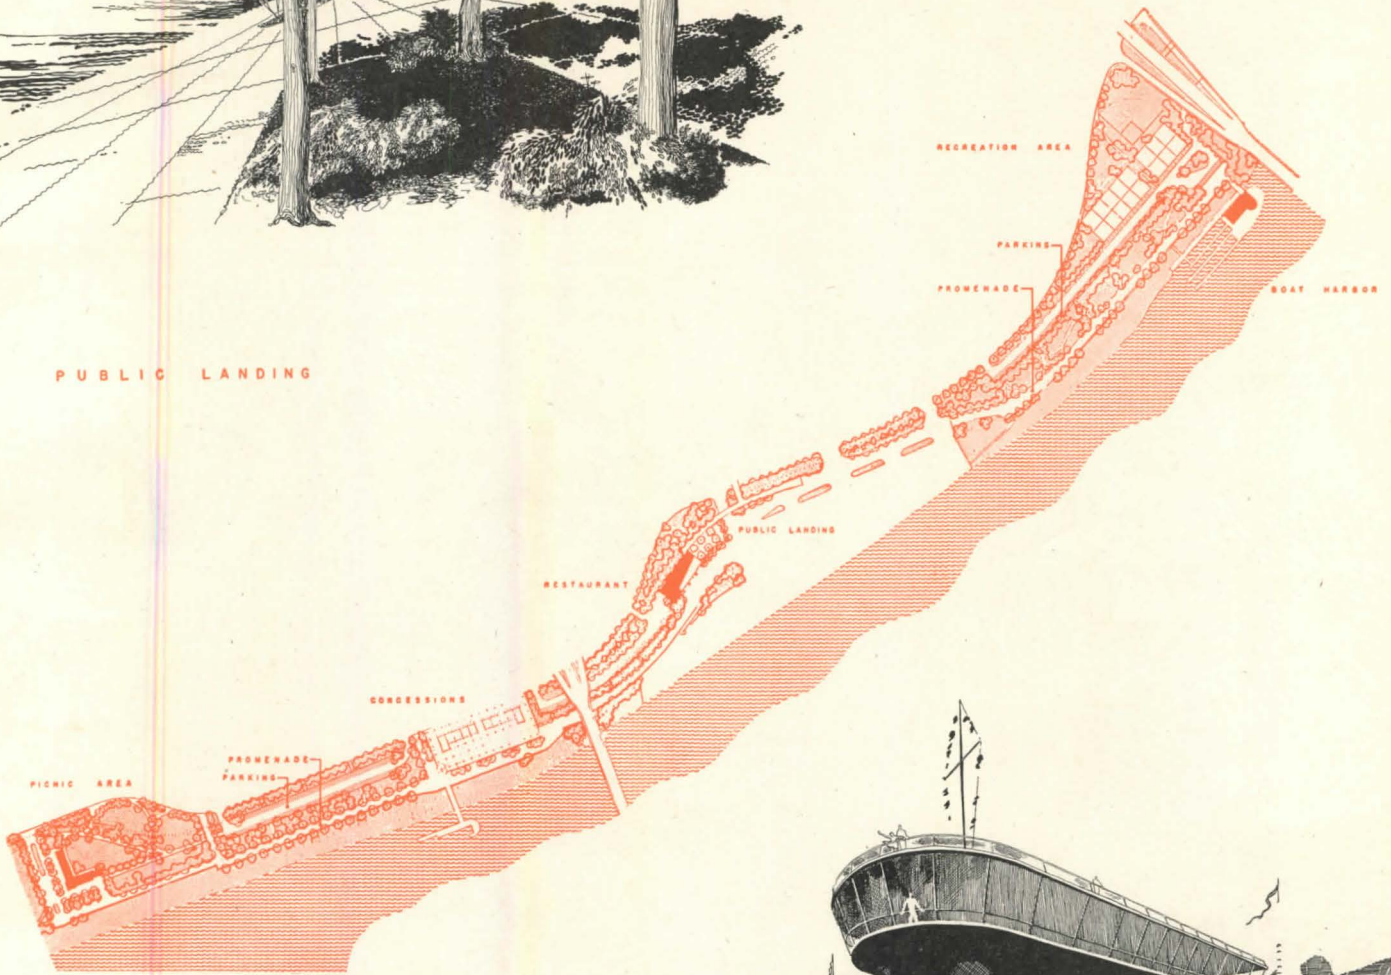 RECREATION AREA
PARKING
PROMENADE
BOAT HARBOR
PUBLIC LANDING
PUBLIC LANDING
RESTAURANT
CONCESSIONS
PROMENADE
PARKING
PICNIC AREA